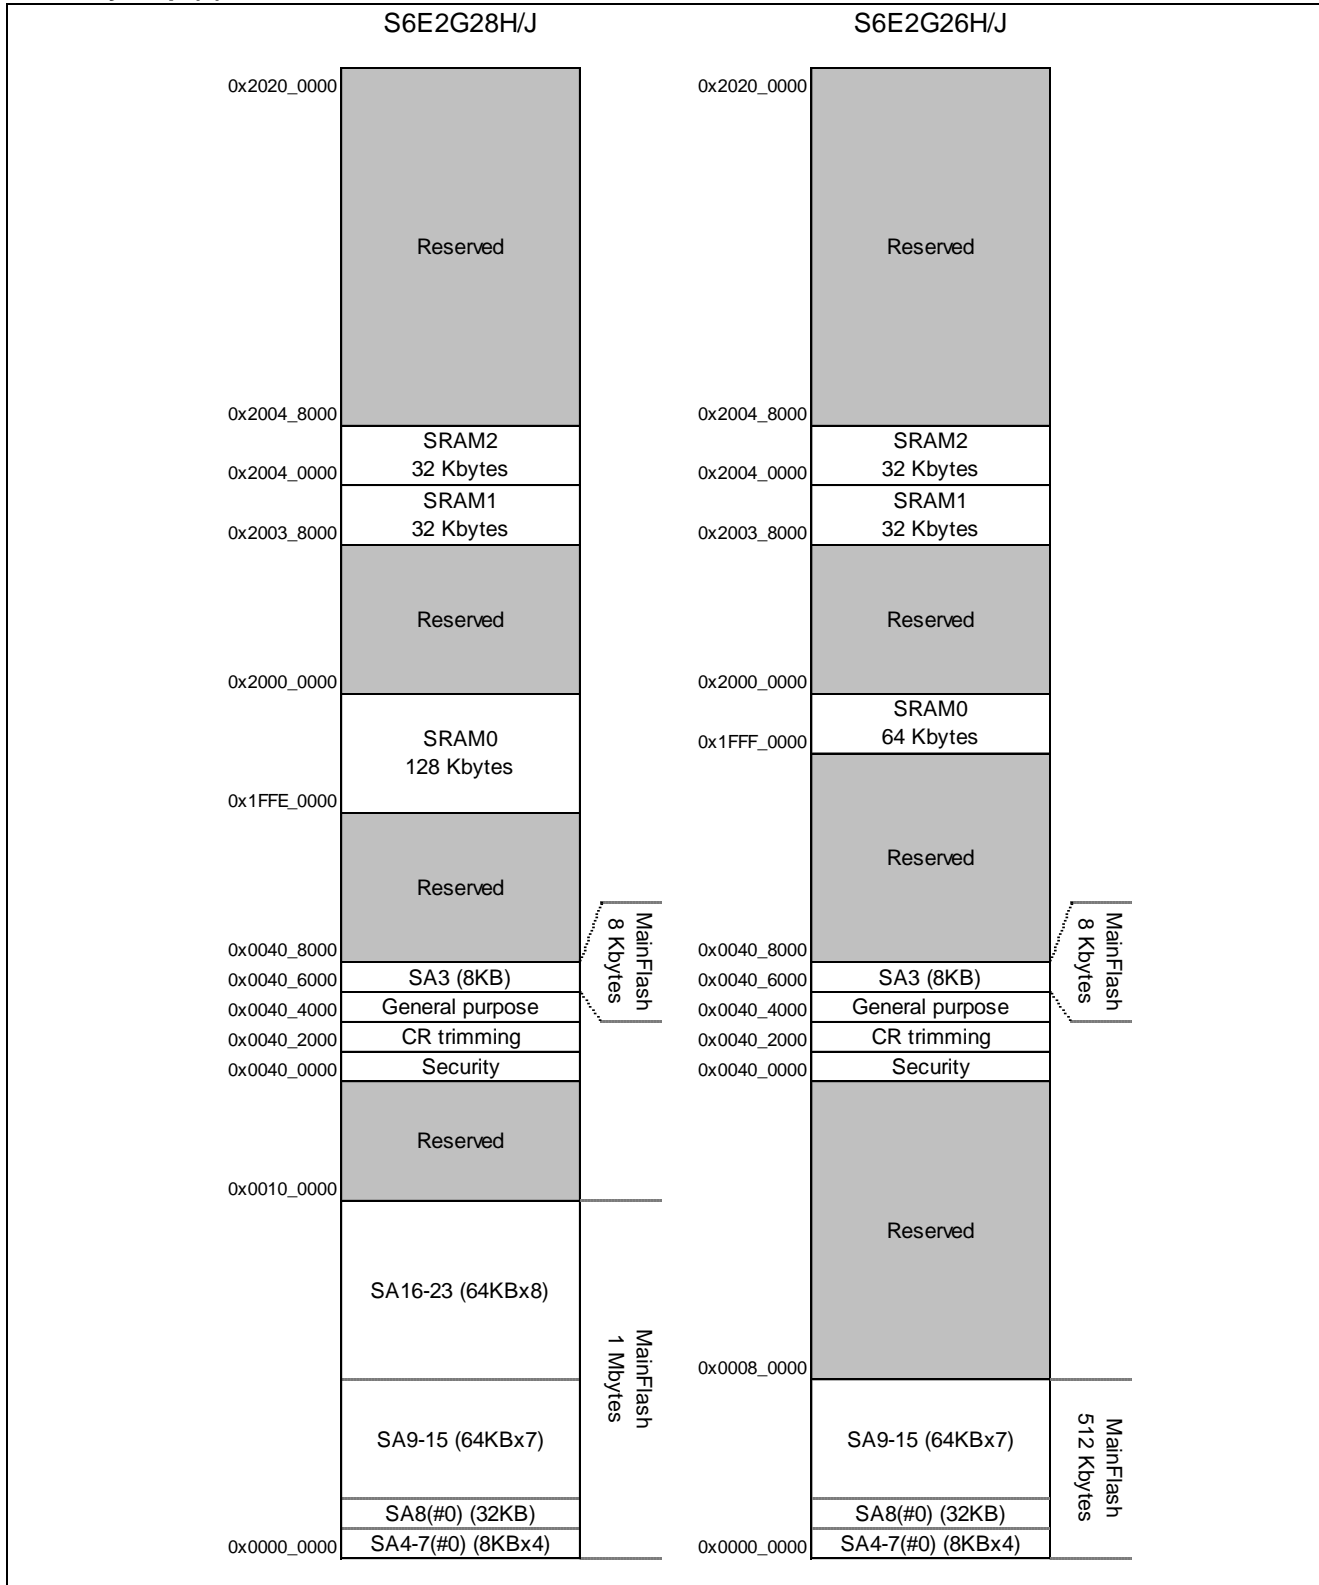 S6E2G28H/J
0x2020_0000
Reserved
0x2004_8000
SRAM2
32 Kbytes
0x2004_0000
SRAM1
32 Kbytes
0x2003_8000
Reserved
0x2000_0000
SRAM0
128 Kbytes
0x1FFE_0000
Reserved
0x0040_8000
SA3 (8KB)
0x0040_6000
General purpose
0x0040_4000
CR trimming
0x0040_2000
Security
0x0040_0000
Reserved
0x0010_0000
SA16-23 (64KBx8)
SA9-15 (64KBx7)
SA8(#0) (32KB)
SA4-7(#0) (8KBx4)
0x0000_0000
MainFlash
8 Kbytes
MainFlash
1 Mbytes
S6E2G26H/J
0x2020_0000
Reserved
0x2004_8000
SRAM2
32 Kbytes
0x2004_0000
SRAM1
32 Kbytes
0x2003_8000
Reserved
0x2000_0000
SRAM0
64 Kbytes
0x1FFF_0000
Reserved
0x0040_8000
SA3 (8KB)
0x0040_6000
General purpose
0x0040_4000
CR trimming
0x0040_2000
Security
0x0040_0000
Reserved
0x0008_0000
SA9-15 (64KBx7)
SA8(#0) (32KB)
SA4-7(#0) (8KBx4)
0x0000_0000
MainFlash
8 Kbytes
MainFlash
512 Kbytes